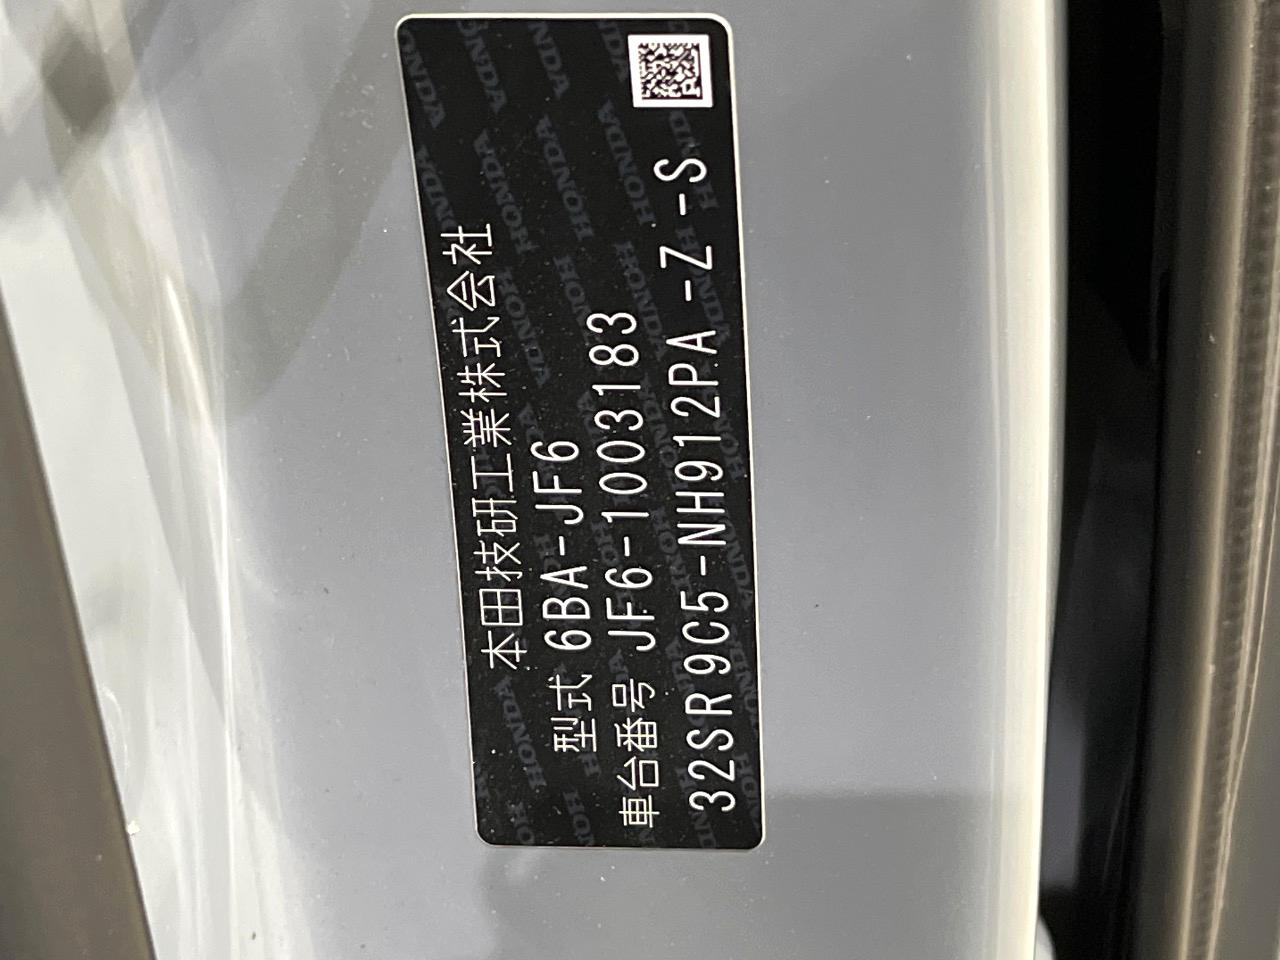 本田技研工業株式会社
型式 6BA-JF6
車台番号 JF6-1003183
32SR9C5-NH912PA-Z-S